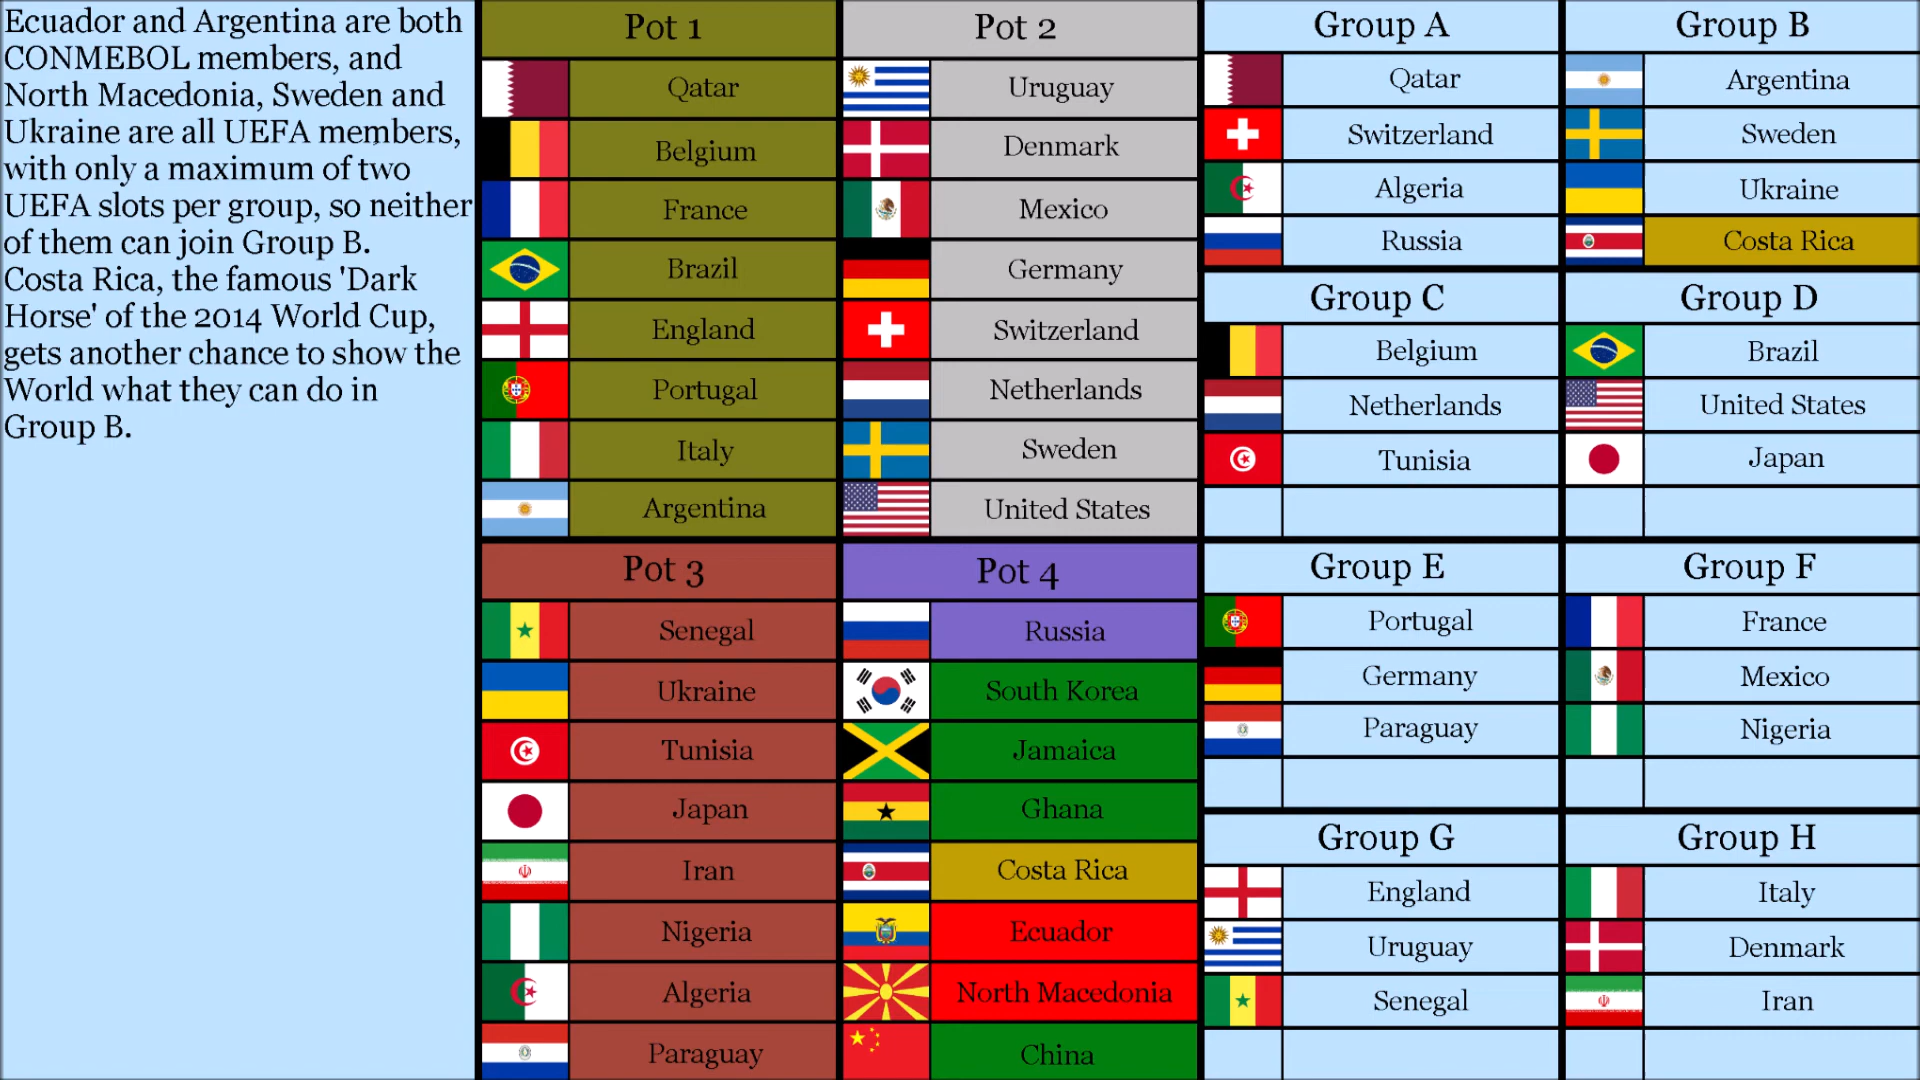 Ecuador and Argentina are both
CONMEBOL members, and
North Macedonia, Sweden and
Ukraine are all UEFA members,
with only a maximum of two
UEFA slots per group, so neither
of them can join Group B.
Costa Rica, the famous 'Dark
Horse' of the 2014 World Cup,
gets another chance to show the
World what they can do in
Group B.
Pot 1
Qatar
Belgium
France
Brazil
England
Portugal
Italy
Argentina
Pot 2
Uruguay
Denmark
Mexico
Germany
Switzerland
Netherlands
Sweden
United States
Pot 3
Senegal
Ukraine
Tunisia
Japan
Iran
Nigeria
Algeria
Paraguay
Pot 4
Russia
South Korea
Jamaica
Ghana
Costa Rica
Ecuador
North Macedonia
China
Group A
Qatar
Switzerland
Algeria
Russia
Group B
Argentina
Sweden
Ukraine
Costa Rica
Group C
Belgium
Netherlands
Tunisia
Group D
Brazil
United States
Japan
Group E
Portugal
Germany
Paraguay
Group F
France
Mexico
Nigeria
Group G
England
Uruguay
Senegal
Group H
Italy
Denmark
Iran